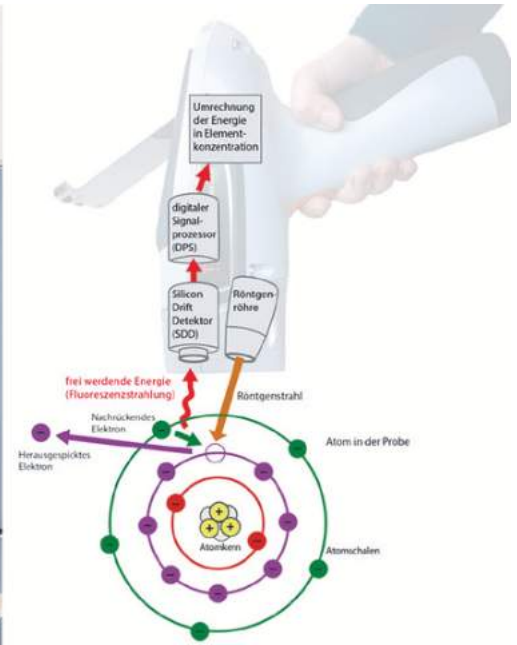 Umrechnung
der Energie
in Element-
konzentration
digitaler
Signal-
prozessor
(DPS)
Silicon
Drift
Detektor
(SDD)
Röntgen-
röhre
frei werdende Energie
(Fluoreszenzstrahlung)
Röntgenstrahl
Nachrückendes
Elektron
Herausgespicktes
Elektron
Atom in der Probe
Atomkern
Atomschalen